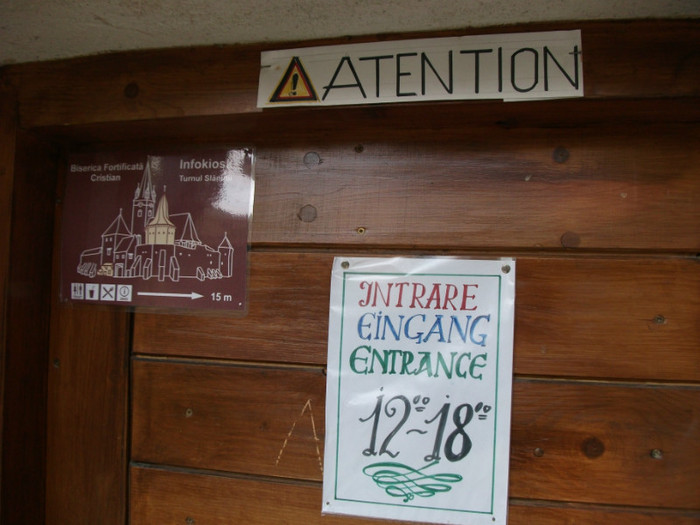 ATENTION
Biserica Fortificată
Cristian
Infokiosk
Turnul Slăninii
15 m
INTRARE
EINGANG
ENTRANCE
12⁰⁰~18⁰⁰